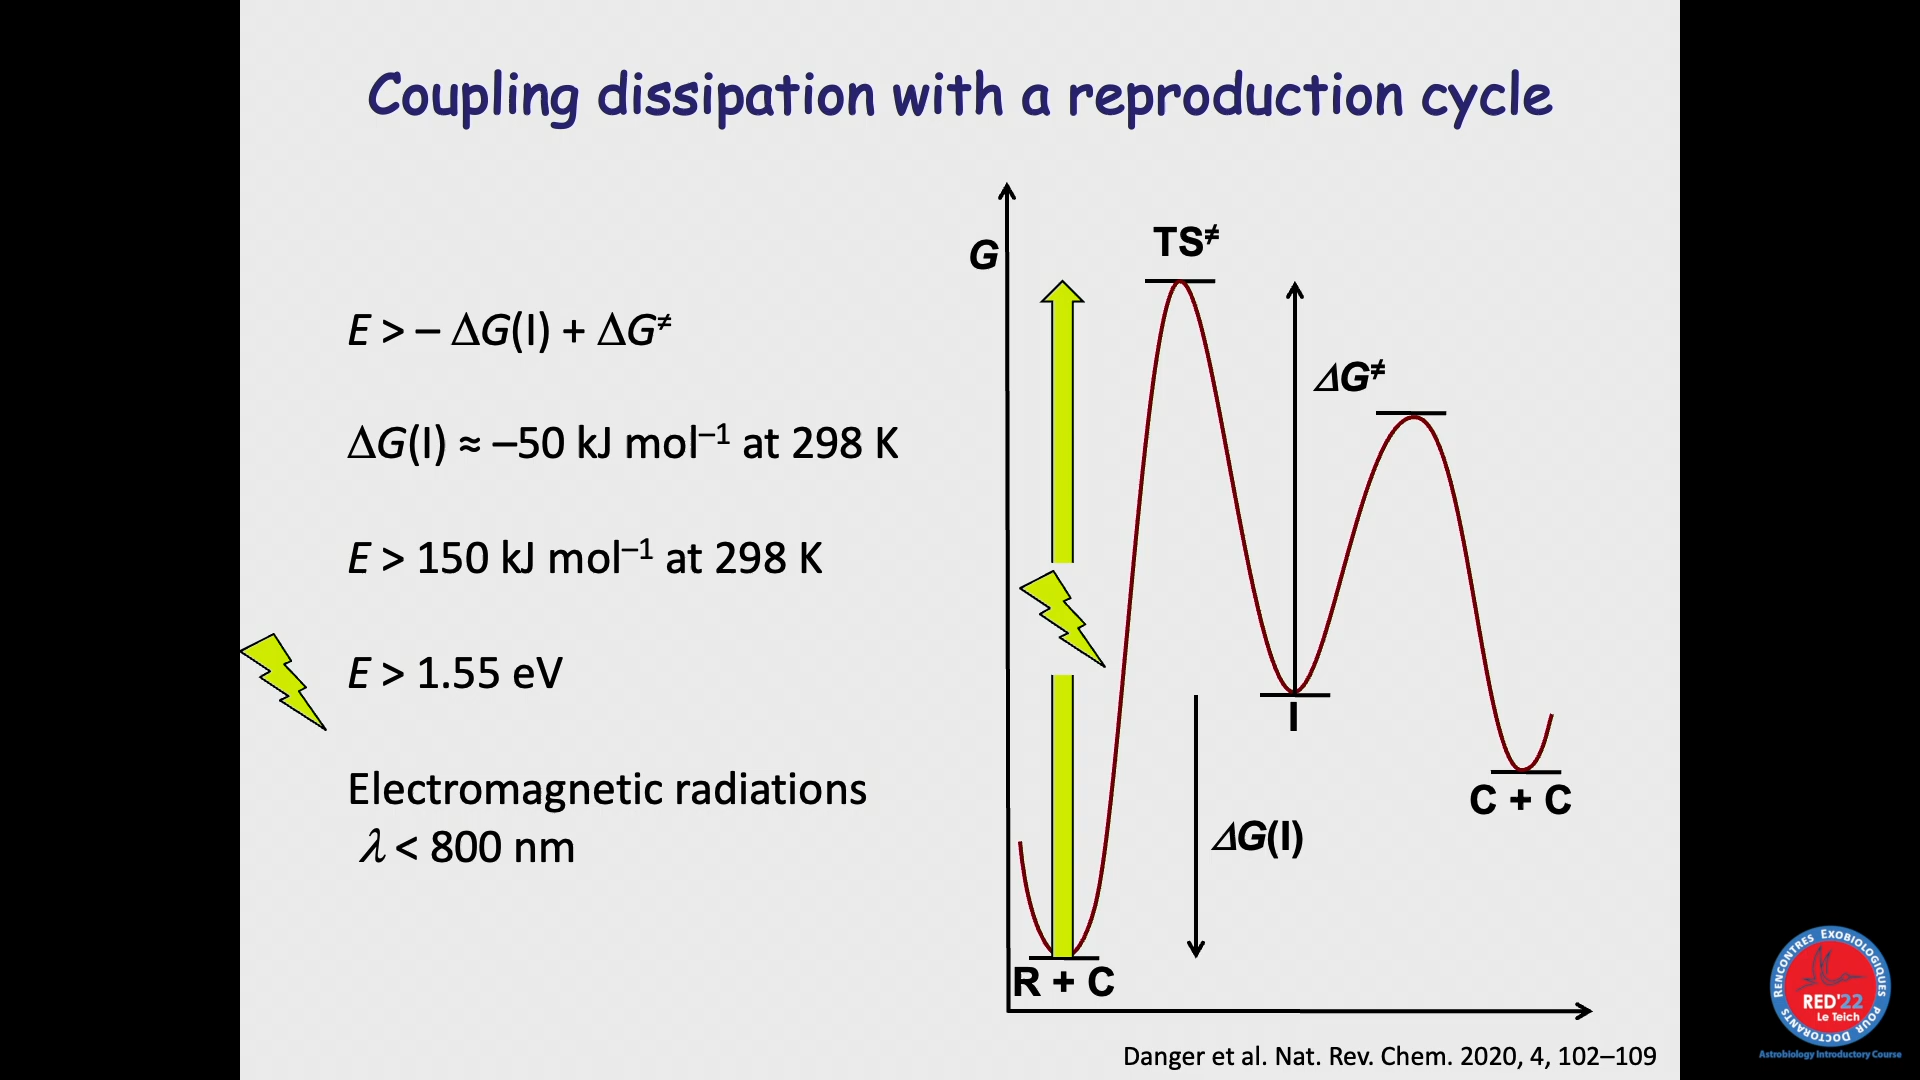 Coupling dissipation with a reproduction cycle
E > – ΔG(I) + ΔG≠
ΔG(I) ≈ –50 kJ mol–1 at 298 K
E > 150 kJ mol–1 at 298 K
E > 1.55 eV
Electromagnetic radiations
λ < 800 nm
G
TS≠
ΔG≠
I
C + C
ΔG(I)
R + C
Danger et al. Nat. Rev. Chem. 2020, 4, 102–109
RENCONTRES EXOBIOLOGIQUES POUR DOCTORANTS
RED'22
Le Teich
Astrobiology Introductory Course